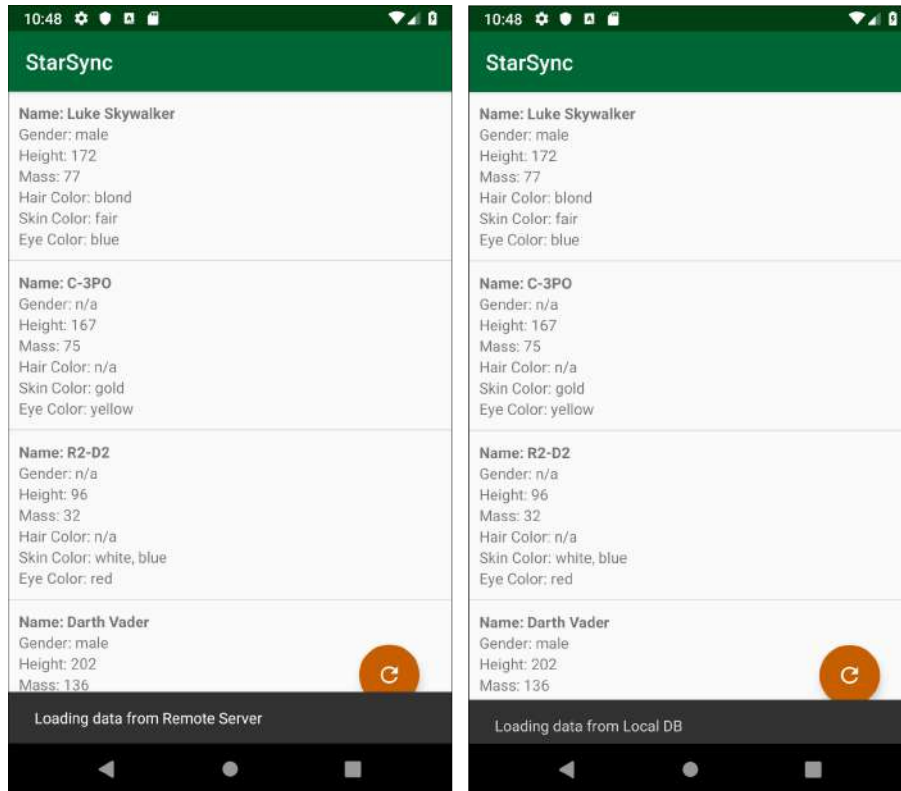 10:48
StarSync
Name: Luke Skywalker
Gender: male
Height: 172
Mass: 77
Hair Color: blond
Skin Color: fair
Eye Color: blue
Name: C-3PO
Gender: n/a
Height: 167
Mass: 75
Hair Color: n/a
Skin Color: gold
Eye Color: yellow
Name: R2-D2
Gender: n/a
Height: 96
Mass: 32
Hair Color: n/a
Skin Color: white, blue
Eye Color: red
Name: Darth Vader
Gender: male
Height: 202
Mass: 136
Loading data from Remote Server
10:48
StarSync
Name: Luke Skywalker
Gender: male
Height: 172
Mass: 77
Hair Color: blond
Skin Color: fair
Eye Color: blue
Name: C-3PO
Gender: n/a
Height: 167
Mass: 75
Hair Color: n/a
Skin Color: gold
Eye Color: yellow
Name: R2-D2
Gender: n/a
Height: 96
Mass: 32
Hair Color: n/a
Skin Color: white, blue
Eye Color: red
Name: Darth Vader
Gender: male
Height: 202
Mass: 136
Loading data from Local DB